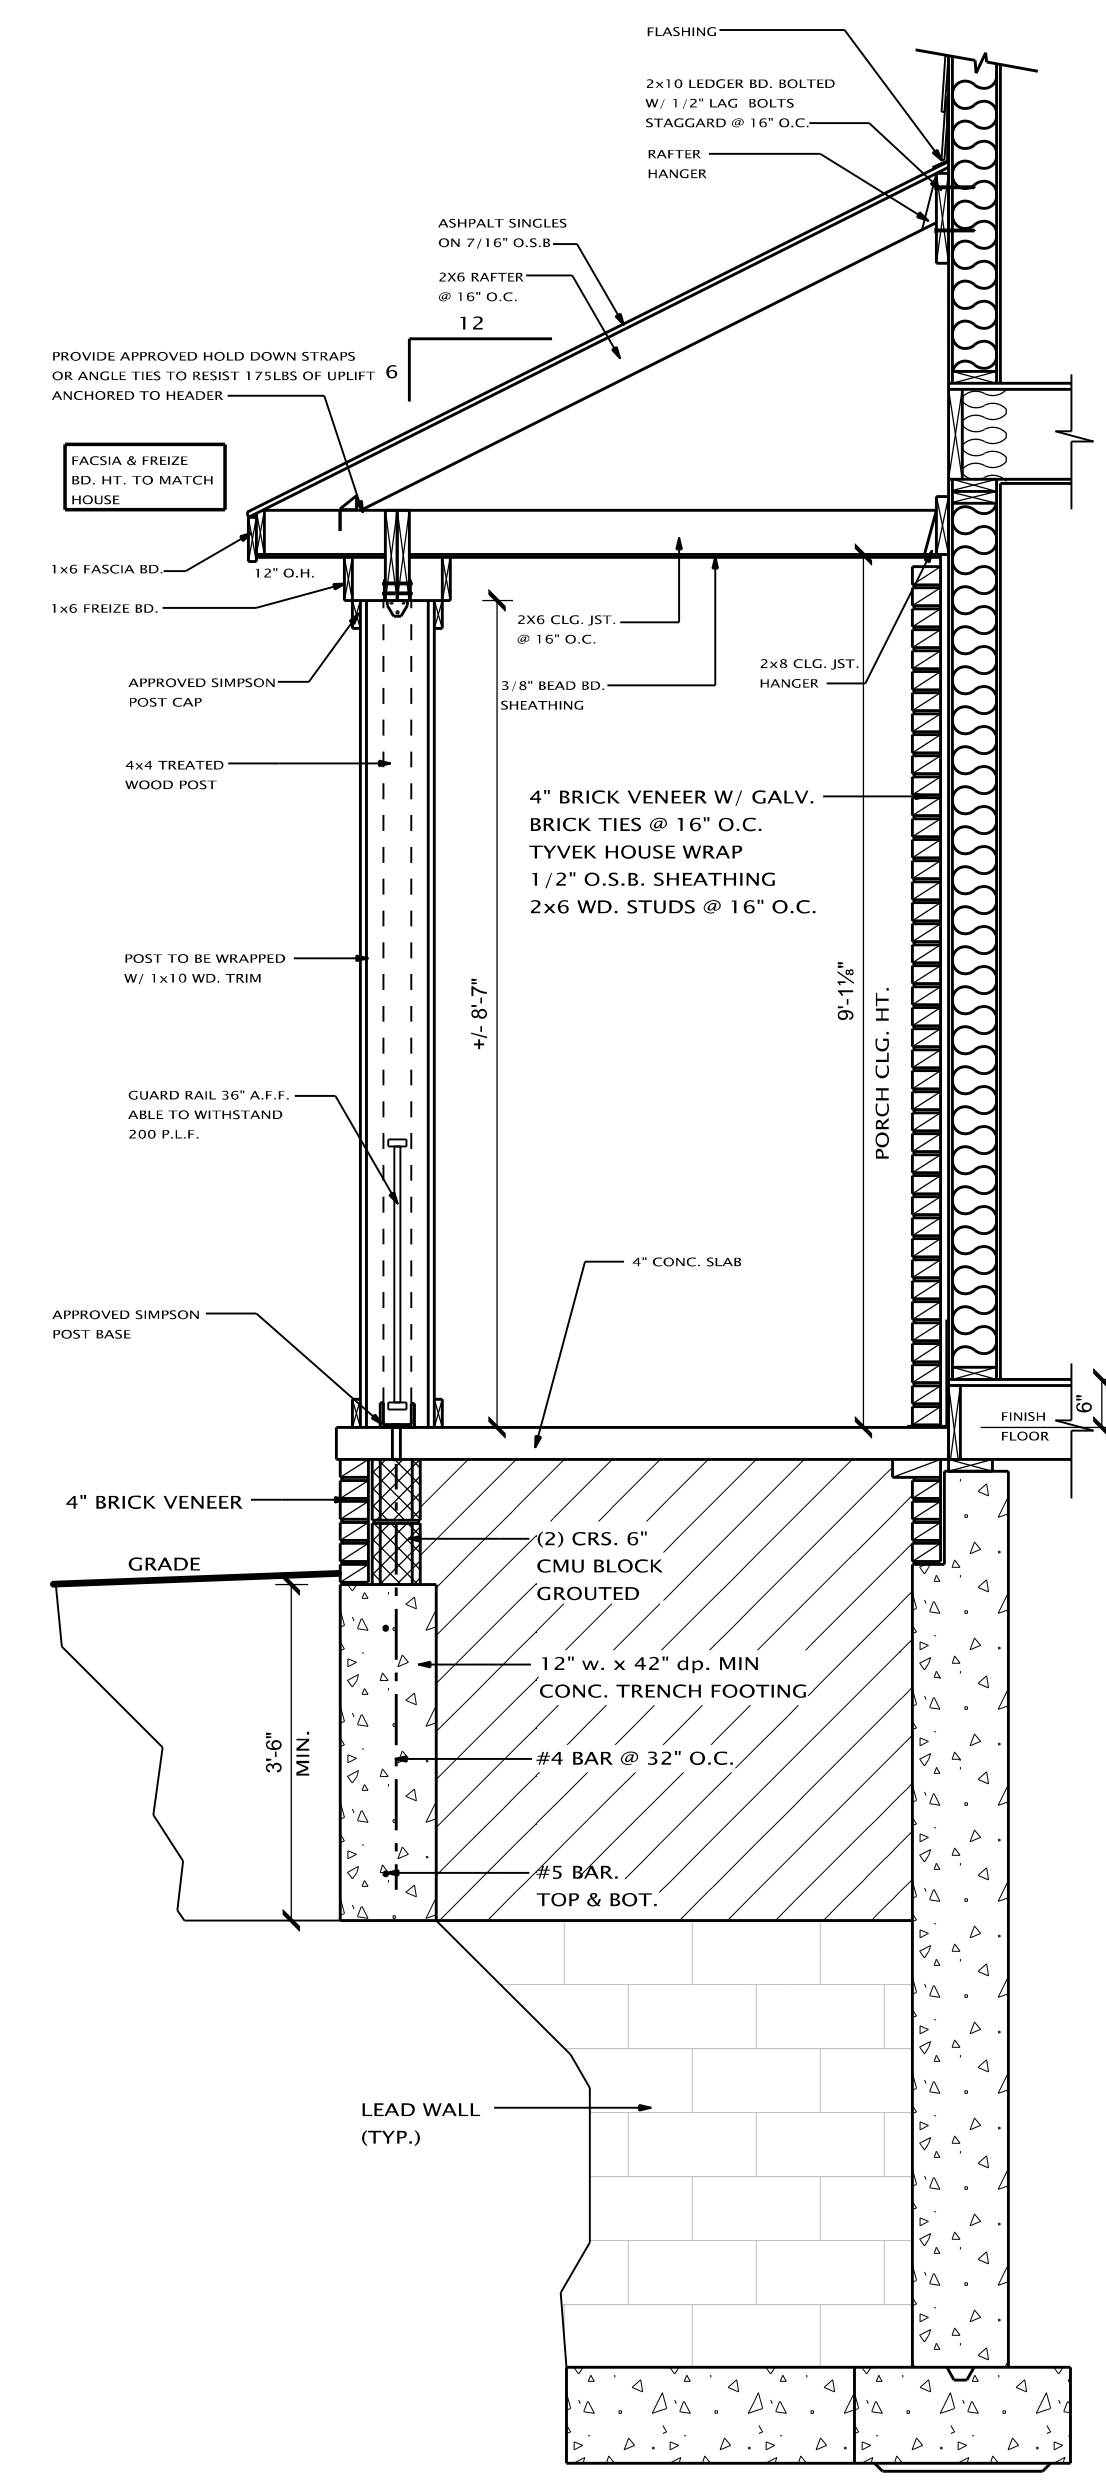 FLASHING
2x10 LEDGER BD. BOLTED
W/ 1/2" LAG BOLTS
STAGGARD @ 16" O.C.
RAFTER
HANGER
ASHPALT SINGLES
ON 7/16" O.S.B
2X6 RAFTER
@ 16" O.C.
12
6
PROVIDE APPROVED HOLD DOWN STRAPS
OR ANGLE TIES TO RESIST 175LBS OF UPLIFT
ANCHORED TO HEADER
FACSIA & FREIZE
BD. HT. TO MATCH
HOUSE
1x6 FASCIA BD.
12" O.H.
1x6 FREIZE BD.
2X6 CLG. JST.
@ 16" O.C.
2x8 CLG. JST.
HANGER
3/8" BEAD BD.
SHEATHING
APPROVED SIMPSON
POST CAP
4x4 TREATED
WOOD POST
4" BRICK VENEER W/ GALV.
BRICK TIES @ 16" O.C.
TYVEK HOUSE WRAP
1/2" O.S.B. SHEATHING
2x6 WD. STUDS @ 16" O.C.
POST TO BE WRAPPED
W/ 1x10 WD. TRIM
+/- 8'-7"
9'-1⅛"
PORCH CLG. HT.
GUARD RAIL 36" A.F.F.
ABLE TO WITHSTAND
200 P.L.F.
4" CONC. SLAB
APPROVED SIMPSON
POST BASE
6"
FINISH
FLOOR
4" BRICK VENEER
GRADE
(2) CRS. 6"
CMU BLOCK
GROUTED
12" w. x 42" dp. MIN
CONC. TRENCH FOOTING
3'-6"
MIN.
#4 BAR @ 32" O.C.
#5 BAR.
TOP & BOT.
LEAD WALL
(TYP.)